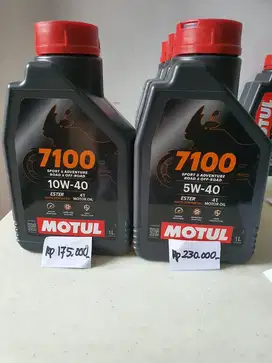 7100
SPORT & ADVENTURE
ROAD & OFF-ROAD
10W-40
ESTER 4T
MOTOR OIL
MOTUL
1L
Rp 175.000,-
7100
SPORT & ADVENTURE
ROAD & OFF-ROAD
5W-40
ESTER 4T
MOTOR OIL
MOTUL
1L
Rp 230.000,-